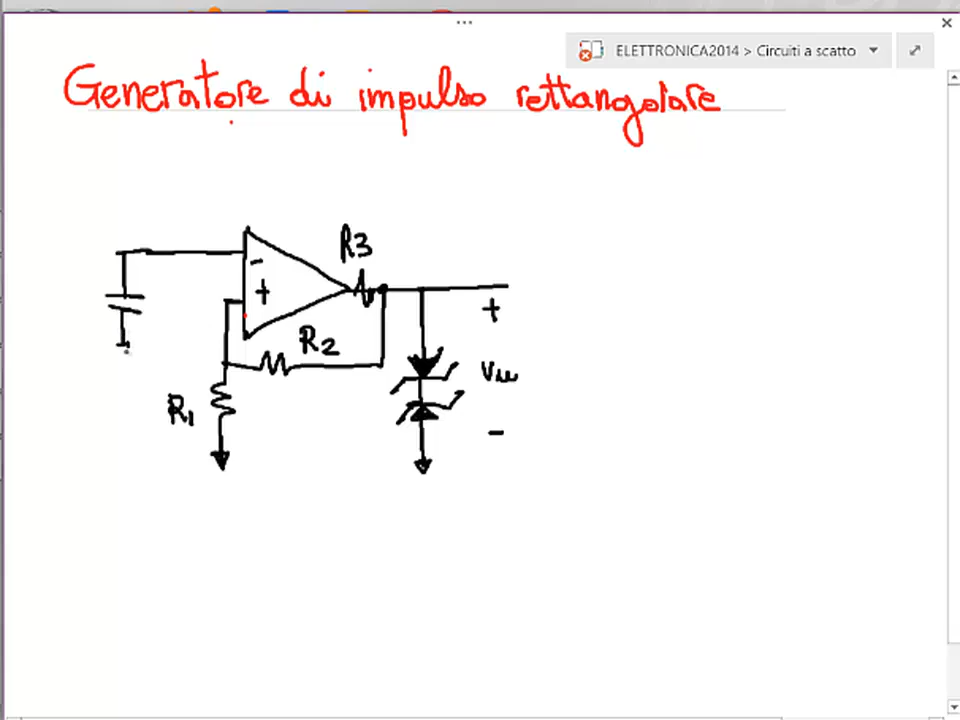 ELETTRONICA2014 > Circuiti a scatto
Generatore di impulso rettangolare
R3
-
+
+
R2
Vu
R1
-